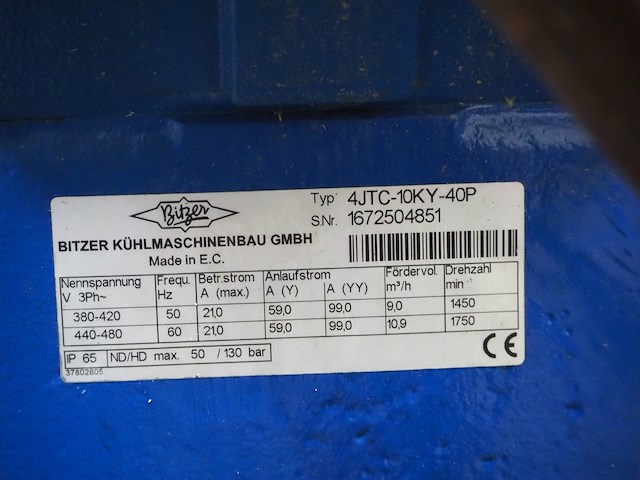 Bitzer
BITZER KÜHLMASCHINENBAU GMBH
Made in E.C.
Typ 4JTC-10KY-40P
S.Nr. 1672504851
Nennspannung Frequ. Betr.strom Anlaufstrom Fördervol. Drehzahl
V 3Ph~ Hz A (max.) A (Y) A (YY) m³/h min
380-420 50 21,0 59,0 99,0 9,0 1450
440-480 60 21,0 59,0 99,0 10,9 1750
IP 65 ND/HD max. 50 / 130 bar
37802805
CE